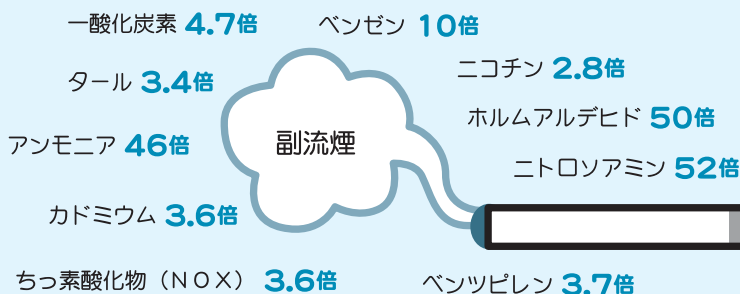 一酸化炭素 4.7倍
ベンゼン 10倍
タール 3.4倍
ニコチン 2.8倍
ホルムアルデヒド 50倍
アンモニア 46倍
副流煙
ニトロソアミン 52倍
カドミウム 3.6倍
ちっ素酸化物（ＮＯＸ） 3.6倍
ベンツピレン 3.7倍